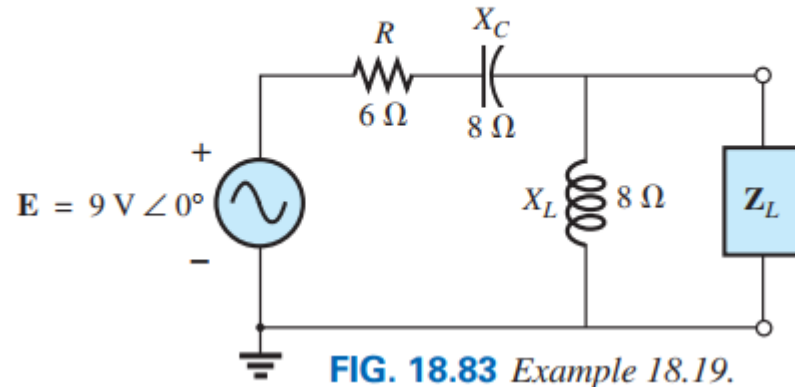 R
X_C
6 Ω
8 Ω
+
E = 9 V ∠ 0°
–
X_L
8 Ω
Z_L
FIG. 18.83 Example 18.19.